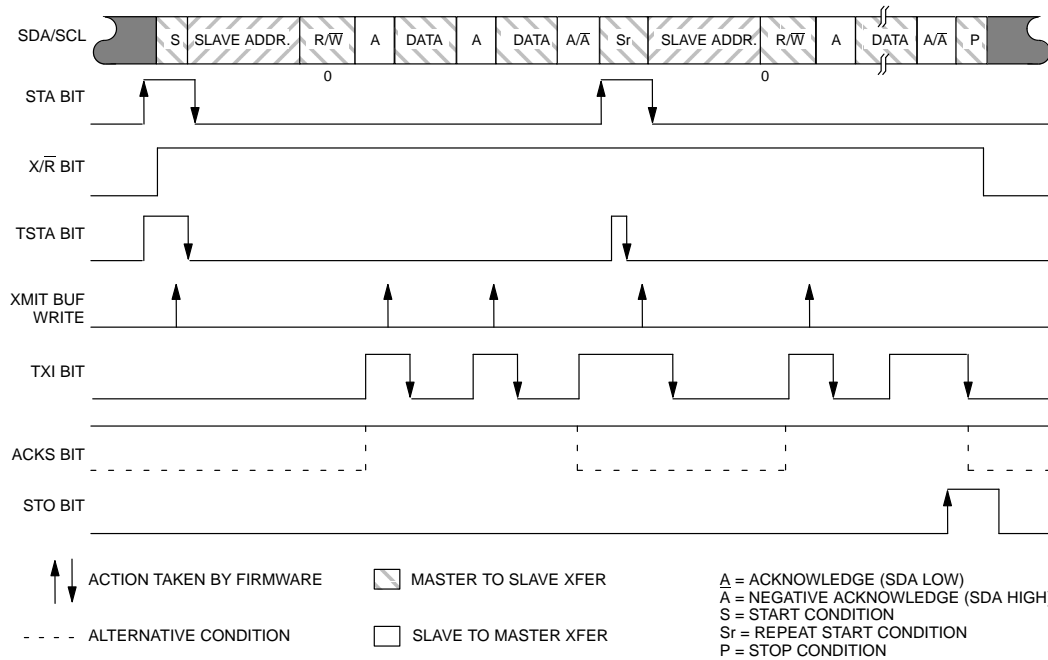 SDA/SCL S SLAVE ADDR. R/W̅ A DATA A DATA A/A̅ Sr SLAVE ADDR. R/W̅ A DATA A/A̅ P
0 0
STA BIT
X/R̅ BIT
TSTA BIT
XMIT BUF
WRITE
TXI BIT
ACKS BIT
STO BIT
ACTION TAKEN BY FIRMWARE
ALTERNATIVE CONDITION
MASTER TO SLAVE XFER
SLAVE TO MASTER XFER
A = ACKNOWLEDGE (SDA LOW)
A̅ = NEGATIVE ACKNOWLEDGE (SDA HIGH)
S = START CONDITION
Sr = REPEAT START CONDITION
P = STOP CONDITION